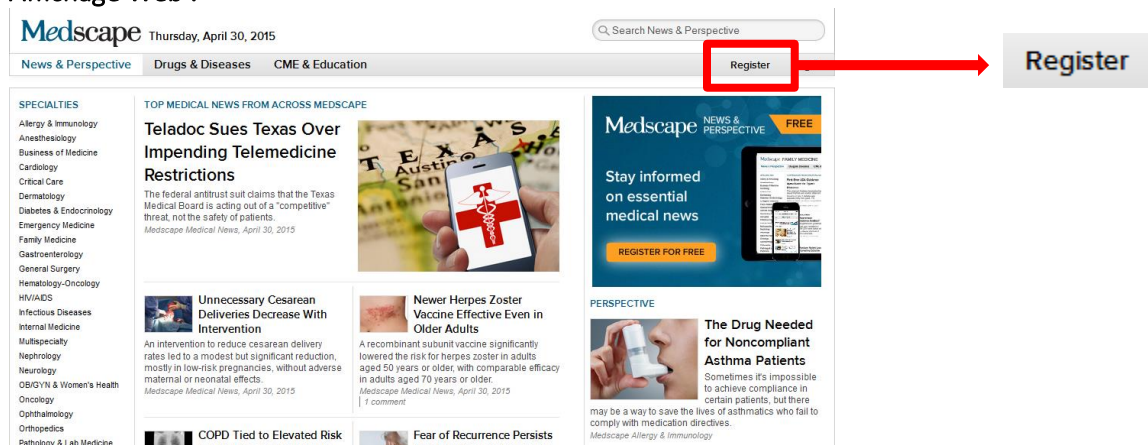 Affichage Web :
Medscape Thursday, April 30, 2015
Search News & Perspective
News & Perspective Drugs & Diseases CME & Education Register
Register
SPECIALTIES
Allergy & Immunology
Anesthesiology
Business of Medicine
Cardiology
Critical Care
Dermatology
Diabetes & Endocrinology
Emergency Medicine
Family Medicine
Gastroenterology
General Surgery
Hematology-Oncology
HIV/AIDS
Infectious Diseases
Internal Medicine
Multispecialty
Nephrology
Neurology
OB/GYN & Women's Health
Oncology
Ophthalmology
Orthopedics
Pathology & Lab Medicine
TOP MEDICAL NEWS FROM ACROSS MEDSCAPE
Teladoc Sues Texas Over
Impending Telemedicine
Restrictions
The federal antitrust suit claims that the Texas
Medical Board is acting out of a "competitive"
threat, not the safety of patients.
Medscape Medical News, April 30, 2015
TEXAS
Austin
San
Unnecessary Cesarean
Deliveries Decrease With
Intervention
An intervention to reduce cesarean delivery
rates led to a modest but significant reduction,
mostly in low-risk pregnancies, without adverse
maternal or neonatal effects.
Medscape Medical News, April 30, 2015
Newer Herpes Zoster
Vaccine Effective Even in
Older Adults
A recombinant subunit vaccine significantly
lowered the risk for herpes zoster in adults
aged 50 years or older, with comparable efficacy
in adults aged 70 years or older.
Medscape Medical News, April 30, 2015
| 1 comment
COPD Tied to Elevated Risk
Fear of Recurrence Persists
Medscape NEWS & PERSPECTIVE FREE
Stay informed
on essential
medical news
REGISTER FOR FREE
Medscape FAMILY MEDICINE
PERSPECTIVE
The Drug Needed
for Noncompliant
Asthma Patients
Sometimes it's impossible
to achieve compliance in
certain patients, but there
may be a way to save the lives of asthmatics who fail to
comply with medication directives.
Medscape Allergy & Immunology